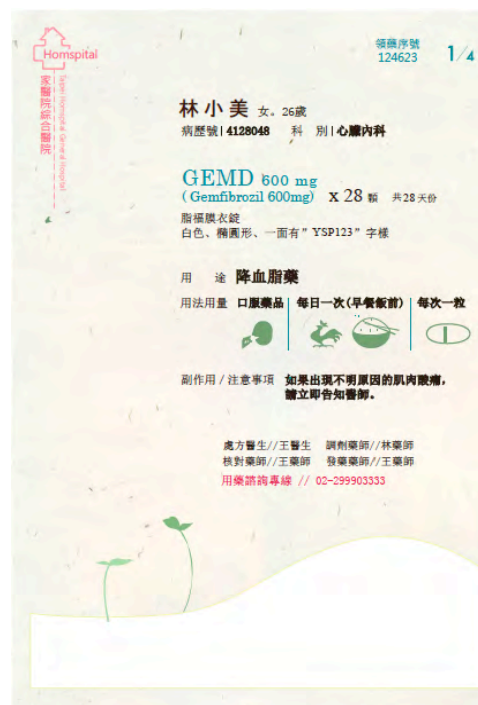 Homspital
家醫院綜合醫院
Taipei Homspital General Hospital
領藥序號
124623
1/4
林小美 女。26歲
病歷號|4128048 科 別|心臟內科
GEMD 600 mg
(Gemfibrozil 600mg) x 28 顆 共28天份
脂福膜衣錠
白色、橢圓形、一面有”YSP123”字樣
用 途 降血脂藥
用法用量 口服藥品 | 每日一次(早餐飯前) | 每次一粒
副作用/注意事項 如果出現不明原因的肌肉酸痛,
請立即告知醫師。
處方醫生//王醫生 調劑藥師//林藥師
核對藥師//王藥師 發藥藥師//王藥師
用藥諮詢專線 // 02-299903333